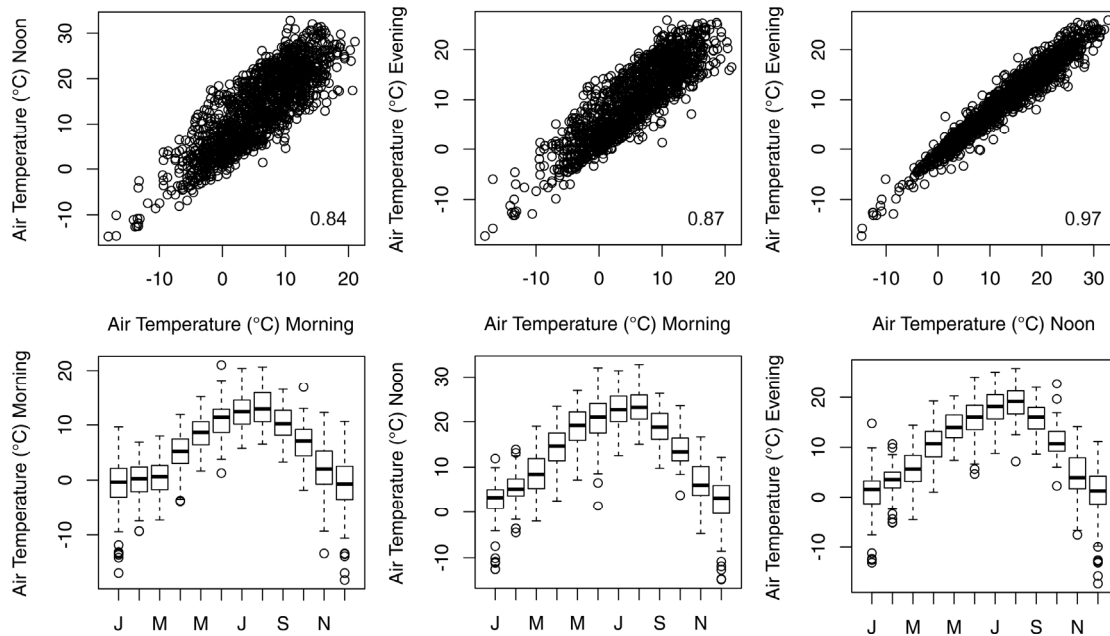 Air Temperature (°C) Noon
30
20
10
0
-10
0.84
-10
0
10
20
Air Temperature (°C) Morning
Air Temperature (°C) Evening
20
10
0
-10
0.87
-10
0
10
20
Air Temperature (°C) Morning
Air Temperature (°C) Evening
20
10
0
-10
0.97
-10
0
10
20
30
Air Temperature (°C) Noon
Air Temperature (°C) Morning
20
10
0
-10
J
M
M
J
S
N
Air Temperature (°C) Noon
30
20
10
0
-10
J
M
M
J
S
N
Air Temperature (°C) Evening
20
10
0
-10
J
M
M
J
S
N